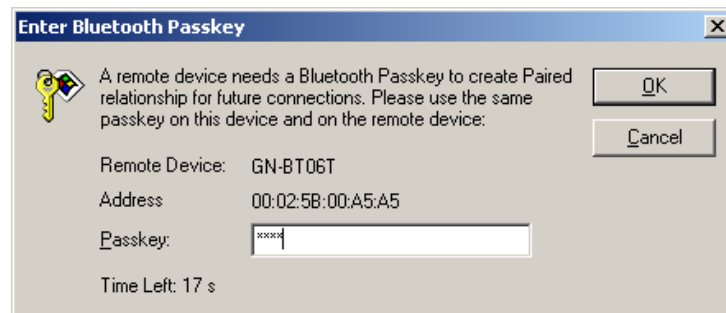 Enter Bluetooth Passkey
A remote device needs a Bluetooth Passkey to create Paired
relationship for future connections. Please use the same
passkey on this device and on the remote device:
OK
Cancel
Remote Device: GN-BT06T
Address 00:02:5B:00:A5:A5
Passkey: ****
Time Left: 17 s